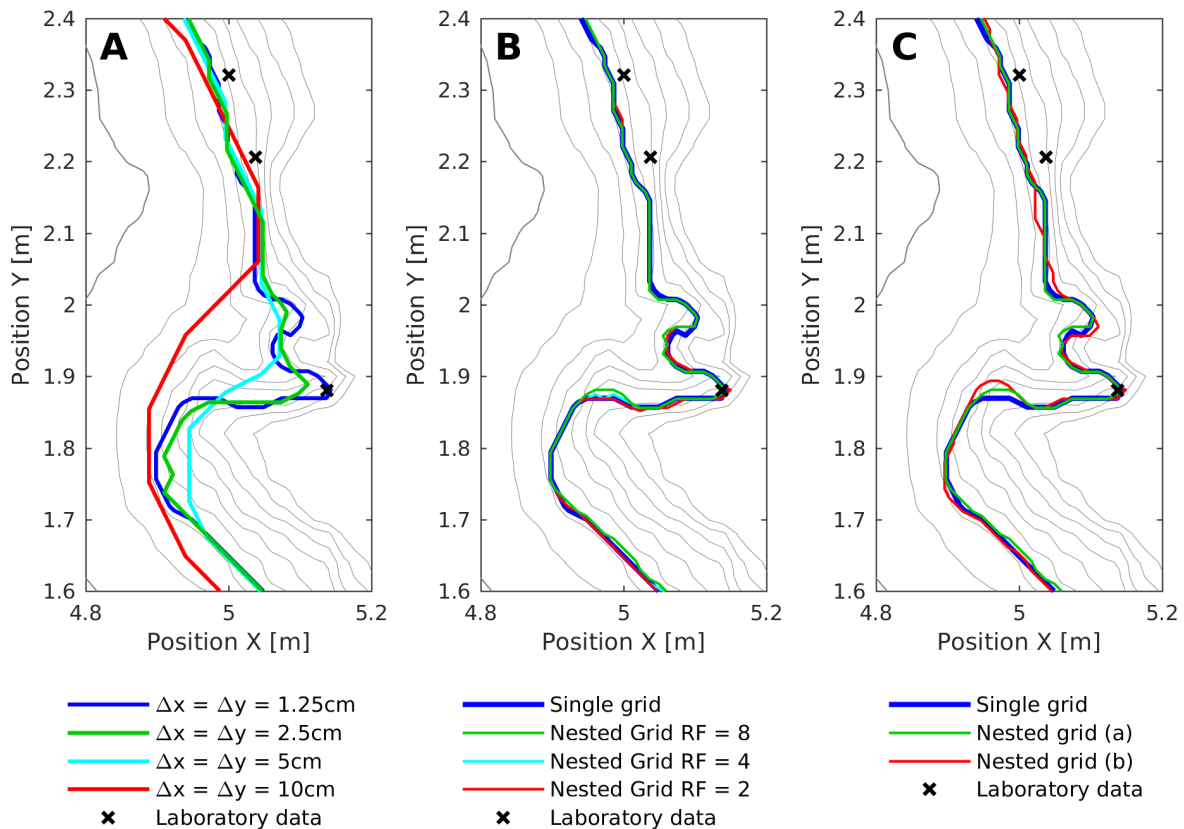 A
B
C
2.4
2.3
2.2
2.1
2
1.9
1.8
1.7
1.6
4.8
5
5.2
Position X [m]
Position Y [m]
2.4
2.3
2.2
2.1
2
1.9
1.8
1.7
1.6
4.8
5
5.2
Position X [m]
Position Y [m]
2.4
2.3
2.2
2.1
2
1.9
1.8
1.7
1.6
4.8
5
5.2
Position X [m]
Position Y [m]
Δx = Δy = 1.25cm
Δx = Δy = 2.5cm
Δx = Δy = 5cm
Δx = Δy = 10cm
Laboratory data
Single grid
Nested Grid RF = 8
Nested Grid RF = 4
Nested Grid RF = 2
Laboratory data
Single grid
Nested grid (a)
Nested grid (b)
Laboratory data